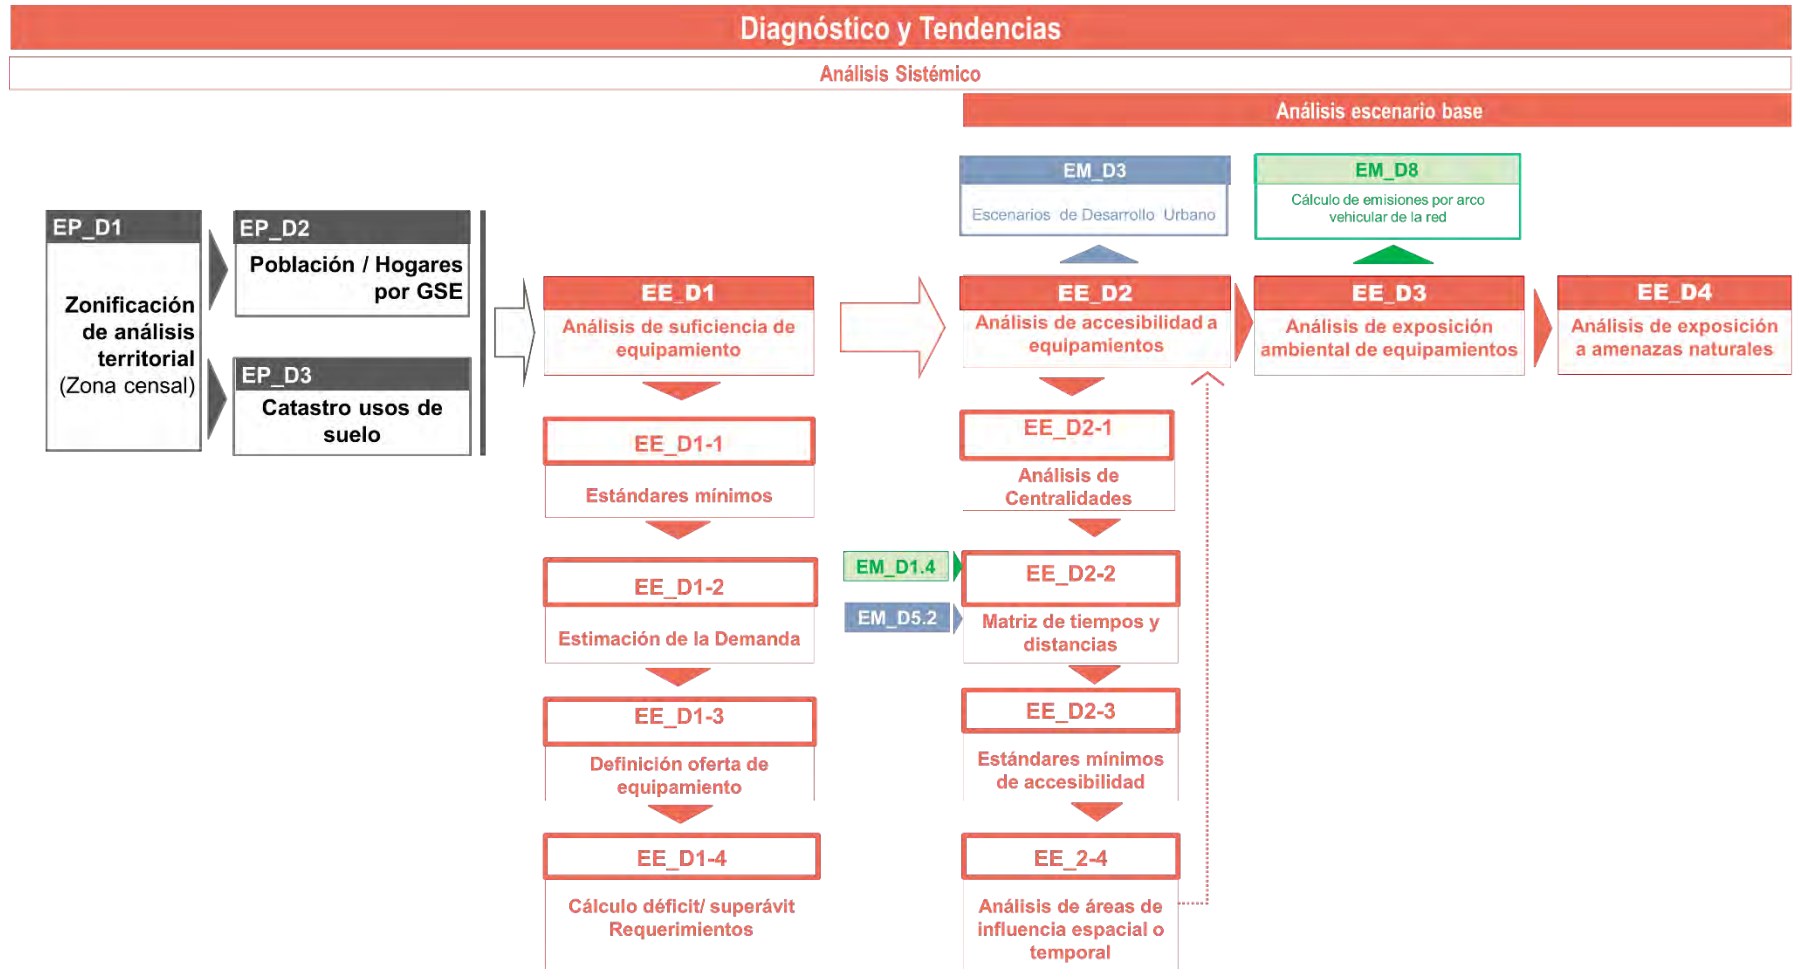 Diagnóstico y Tendencias
Análisis Sistémico
Análisis escenario base
EP_D1
Zonificación
de análisis
territorial
(Zona censal)
EP_D2
Población / Hogares
por GSE
EP_D3
Catastro usos de
suelo
EE_D1
Análisis de suficiencia de
equipamiento
EE_D1-1
Estándares mínimos
EE_D1-2
Estimación de la Demanda
EE_D1-3
Definición oferta de
equipamiento
EE_D1-4
Cálculo déficit/ superávit
Requerimientos
EM_D3
Escenarios de Desarrollo Urbano
EE_D2
Análisis de accesibilidad a
equipamientos
EE_D2-1
Análisis de
Centralidades
EM_D1.4
EM_D5.2
EE_D2-2
Matriz de tiempos y
distancias
EE_D2-3
Estándares mínimos
de accesibilidad
EE_2-4
Análisis de áreas de
influencia espacial o
temporal
EM_D8
Cálculo de emisiones por arco
vehicular de la red
EE_D3
Análisis de exposición
ambiental de equipamientos
EE_D4
Análisis de exposición
a amenazas naturales